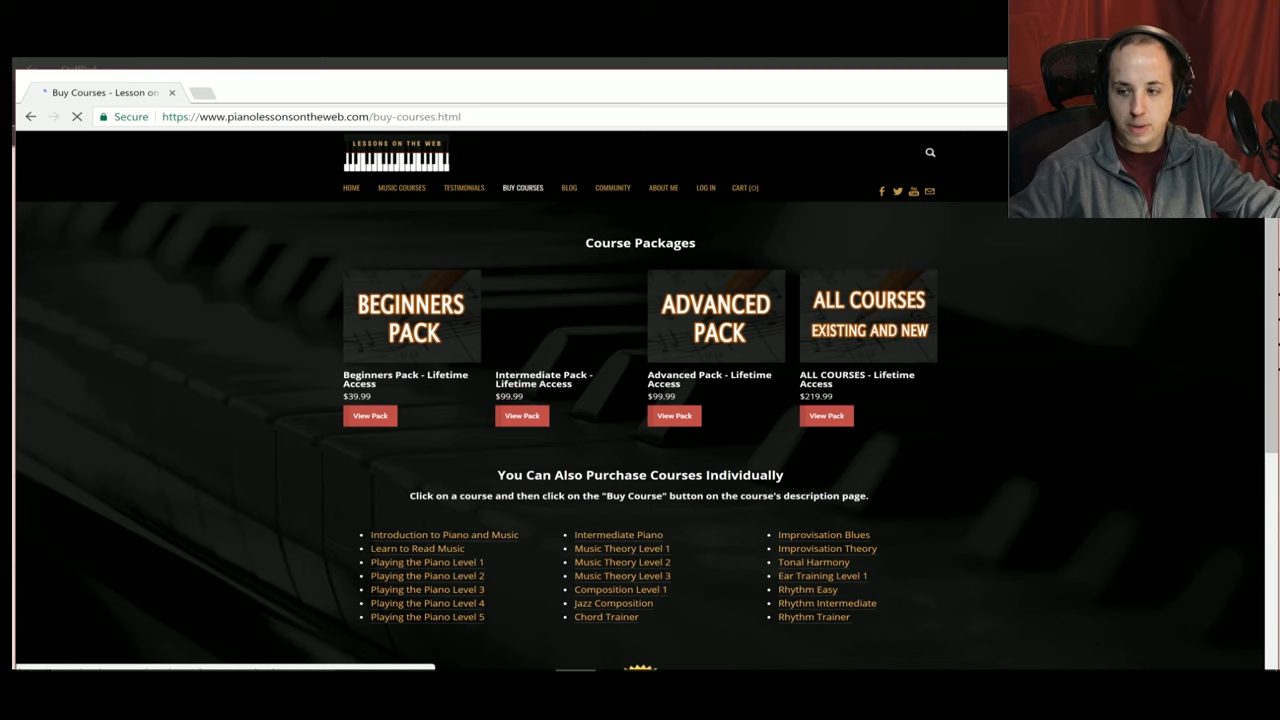 Buy Courses - Lesson on
Secure https://www.pianolessonsontheweb.com/buy-courses.html
LESSONS ON THE WEB
HOME MUSIC COURSES TESTIMONIALS BUY COURSES BLOG COMMUNITY ABOUT ME LOG IN CART (0)
Course Packages
BEGINNERS
PACK
ADVANCED
PACK
ALL COURSES
EXISTING AND NEW
Beginners Pack - Lifetime
Access
$39.99
View Pack
Intermediate Pack -
Lifetime Access
$99.99
View Pack
Advanced Pack - Lifetime
Access
$99.99
View Pack
ALL COURSES - Lifetime
Access
$219.99
View Pack
You Can Also Purchase Courses Individually
Click on a course and then click on the "Buy Course" button on the course's description page.
Introduction to Piano and Music
Learn to Read Music
Playing the Piano Level 1
Playing the Piano Level 2
Playing the Piano Level 3
Playing the Piano Level 4
Playing the Piano Level 5
Intermediate Piano
Music Theory Level 1
Music Theory Level 2
Music Theory Level 3
Composition Level 1
Jazz Composition
Chord Trainer
Improvisation Blues
Improvisation Theory
Tonal Harmony
Ear Training Level 1
Rhythm Easy
Rhythm Intermediate
Rhythm Trainer